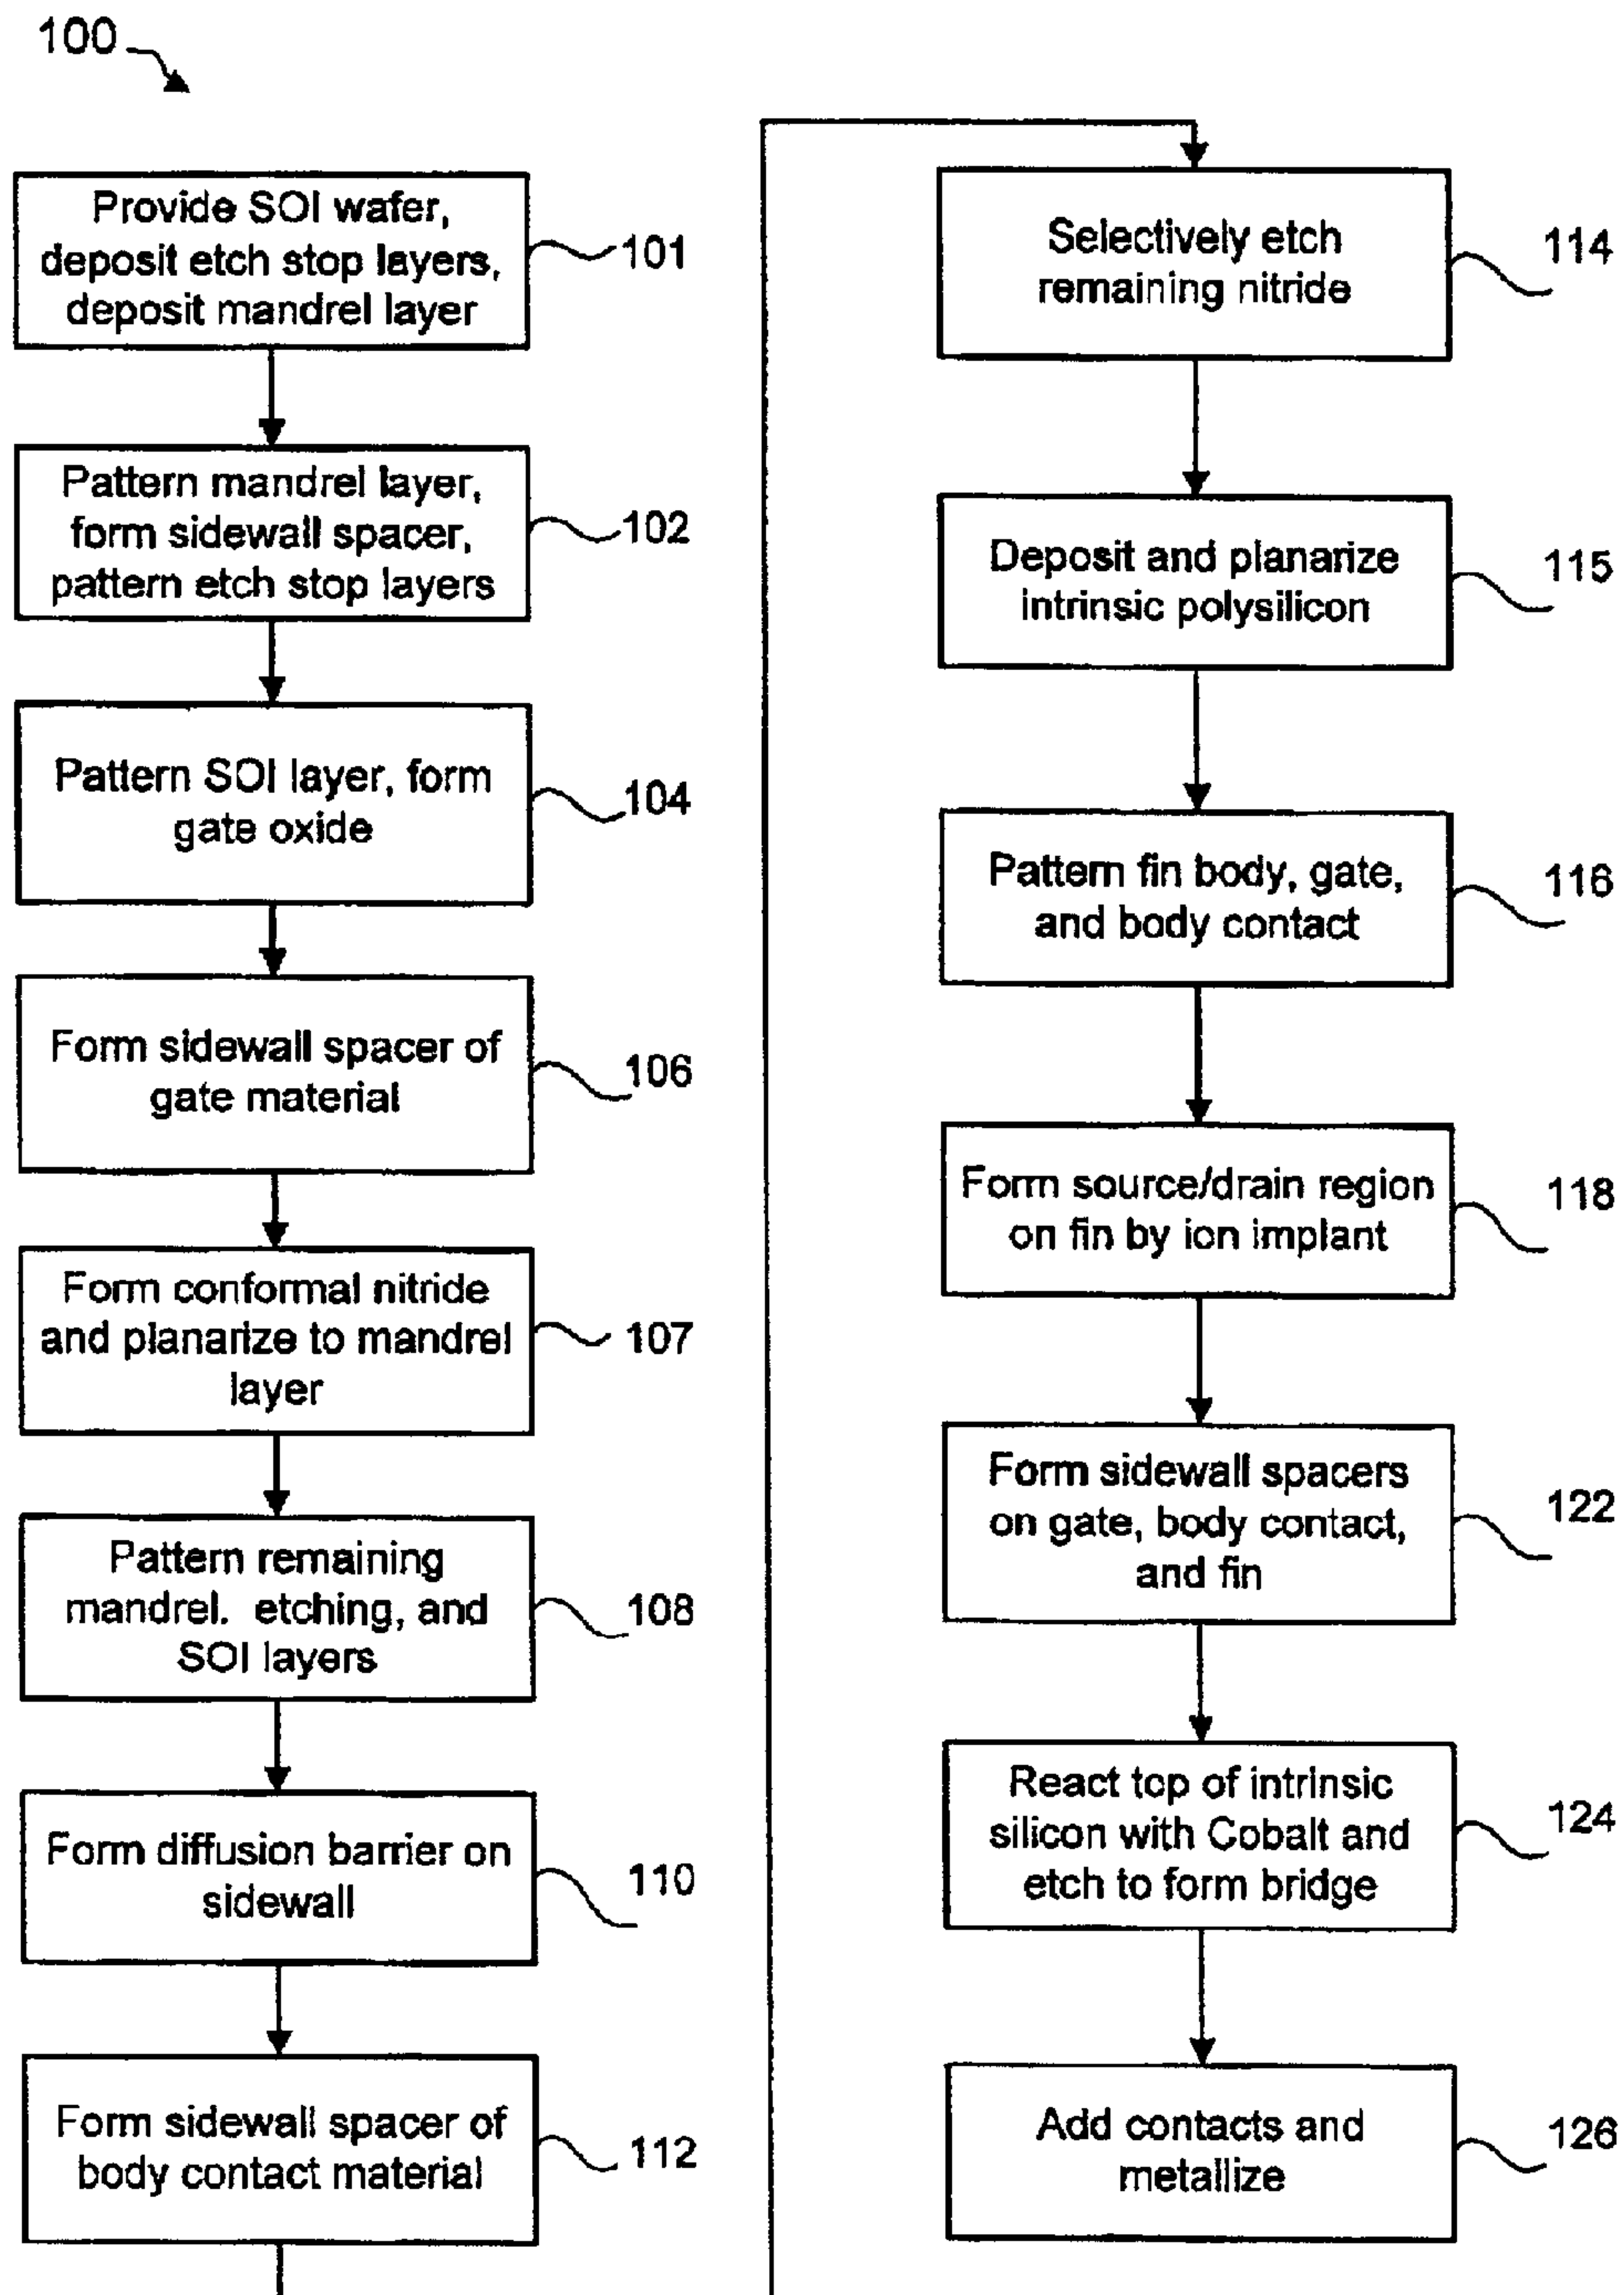 100
Provide SOI wafer,
deposit etch stop layers,
deposit mandrel layer
101
Pattern mandrel layer,
form sidewall spacer,
pattern etch stop layers
102
Pattern SOI layer, form
gate oxide
104
Form sidewall spacer of
gate material
106
Form conformal nitride
and planarize to mandrel
layer
107
Pattern remaining
mandrel. etching, and
SOI layers
108
Form diffusion barrier on
sidewall
110
Form sidewall spacer of
body contact material
112
Selectively etch
remaining nitride
114
Deposit and planarize
intrinsic polysilicon
115
Pattern fin body, gate,
and body contact
116
Form source/drain region
on fin by ion implant
118
Form sidewall spacers
on gate, body contact,
and fin
122
React top of intrinsic
silicon with Cobalt and
etch to form bridge
124
Add contacts and
metallize
126